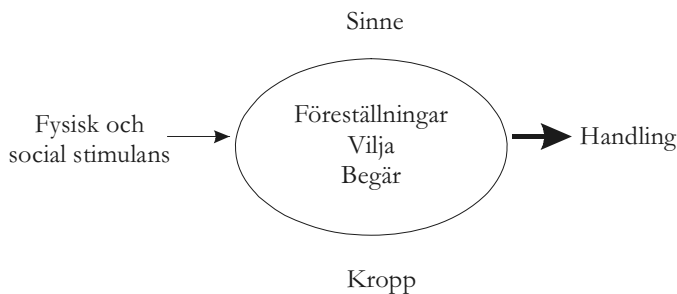 Sinne
Fysisk och
social stimulans
Föreställningar
Vilja
Begär
Handling
Kropp